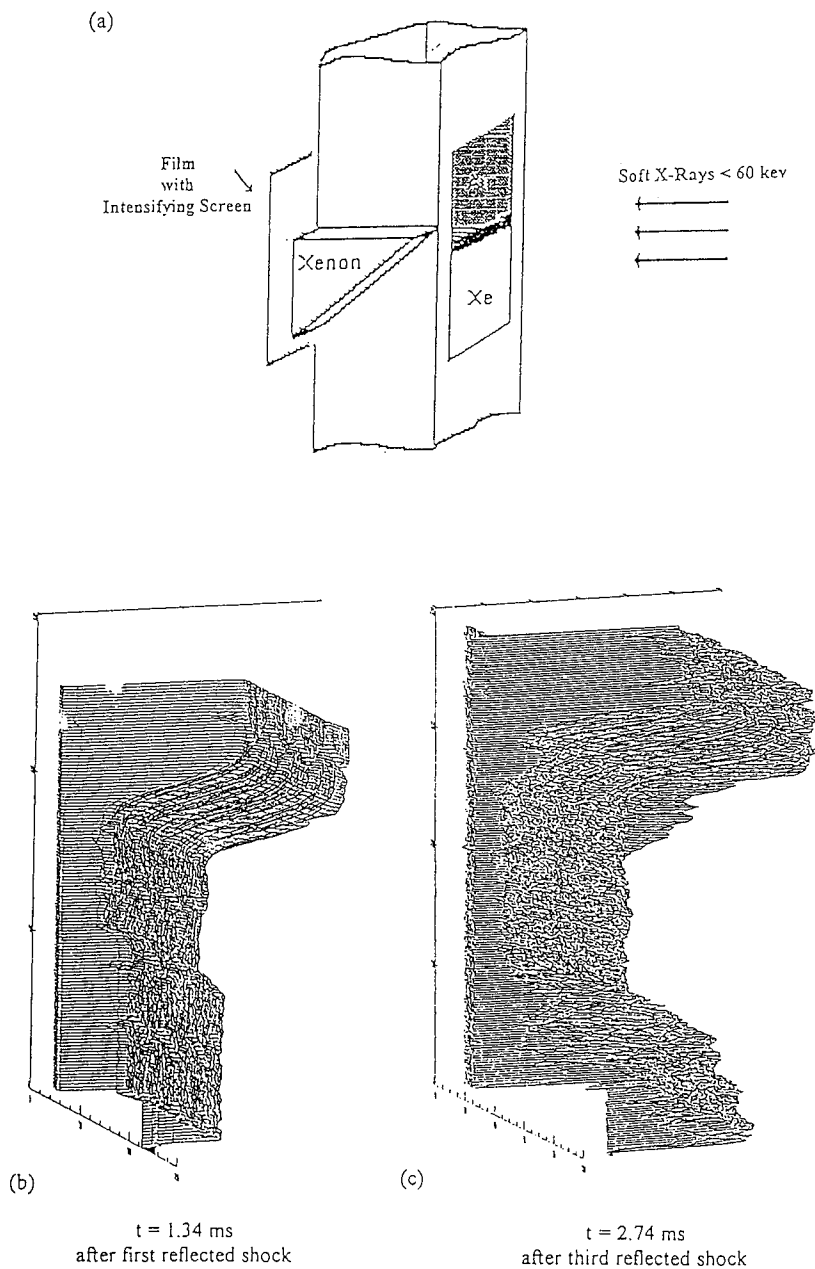 (a)
Film
with
Intensifying Screen
Soft X-Rays < 60 kev
Xenon
Xe
(b)
(c)
t = 1.34 ms
after first reflected shock
t = 2.74 ms
after third reflected shock